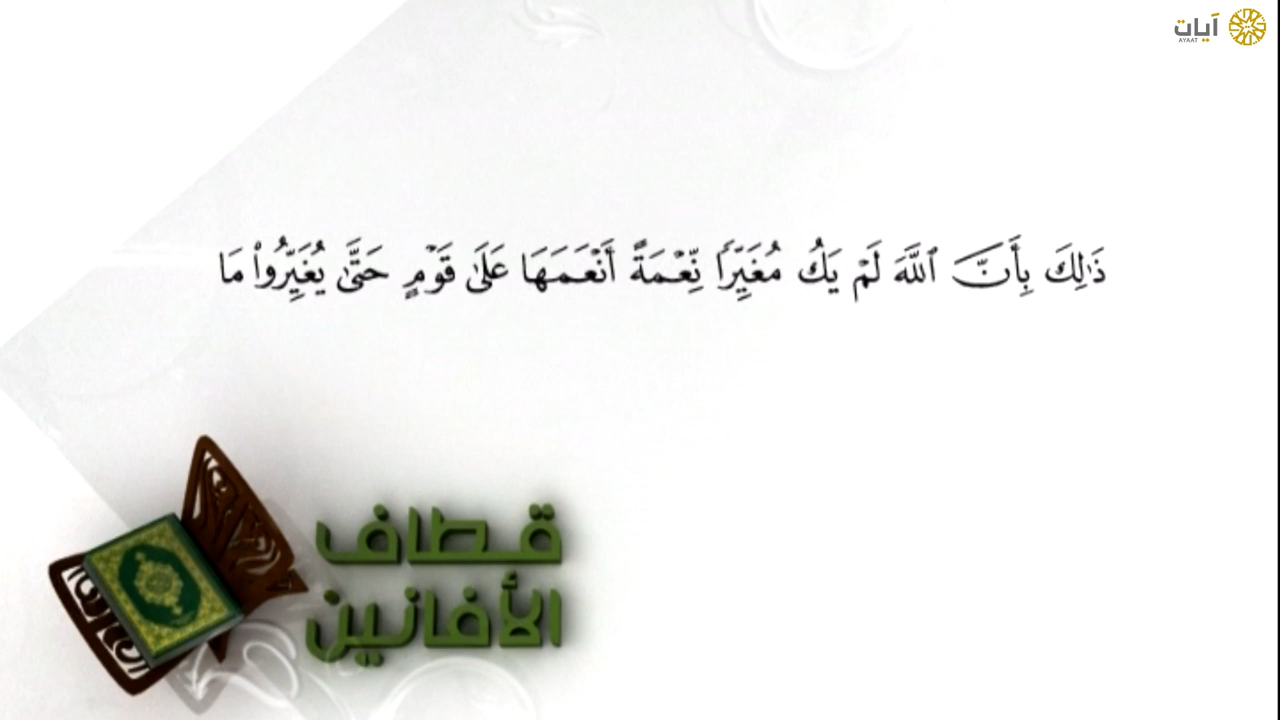 آيات
AYAAT
ذَٰلِكَ بِأَنَّ ٱللَّهَ لَمْ يَكُ مُغَيِّرًا نِّعْمَةً أَنْعَمَهَا عَلَىٰ قَوْمٍ حَتَّىٰ يُغَيِّرُوا۟ مَا
قطاف
الأفانين